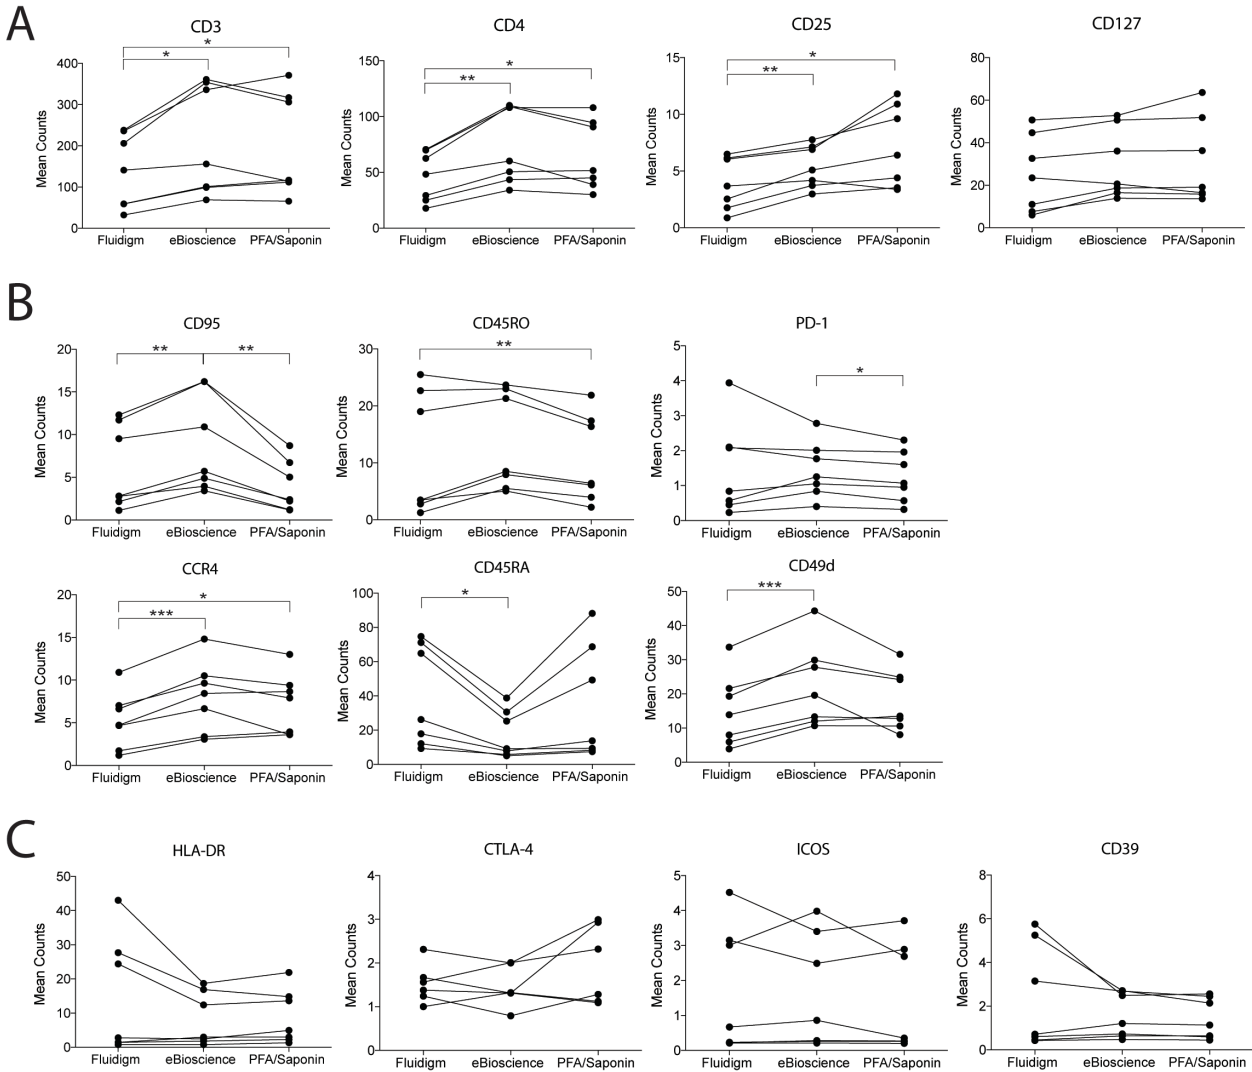 A
CD3
*
*
400
300
200
100
0
Mean Counts
Fluidigm eBioscience PFA/Saponin
CD4
*
**
150
100
50
0
Mean Counts
Fluidigm eBioscience PFA/Saponin
CD25
*
**
15
10
5
0
Mean Counts
Fluidigm eBioscience PFA/Saponin
CD127
80
60
40
20
0
Mean Counts
Fluidigm eBioscience PFA/Saponin
B
CD95
** **
20
15
10
5
0
Mean Counts
Fluidigm eBioscience PFA/Saponin
CD45RO
**
30
20
10
0
Mean Counts
Fluidigm eBioscience PFA/Saponin
PD-1
*
5
4
3
2
1
0
Mean Counts
Fluidigm eBioscience PFA/Saponin
CCR4
*
***
20
15
10
5
0
Mean Counts
Fluidigm eBioscience PFA/Saponin
CD45RA
*
100
80
60
40
20
0
Mean Counts
Fluidigm eBioscience PFA/Saponin
CD49d
***
50
40
30
20
10
0
Mean Counts
Fluidigm eBioscience PFA/Saponin
C
HLA-DR
50
40
30
20
10
0
Mean Counts
Fluidigm eBioscience PFA/Saponin
CTLA-4
4
3
2
1
0
Mean Counts
Fluidigm eBioscience PFA/Saponin
ICOS
5
4
3
2
1
0
Mean Counts
Fluidigm eBioscience PFA/Saponin
CD39
8
6
4
2
0
Mean Counts
Fluidigm eBioscience PFA/Saponin